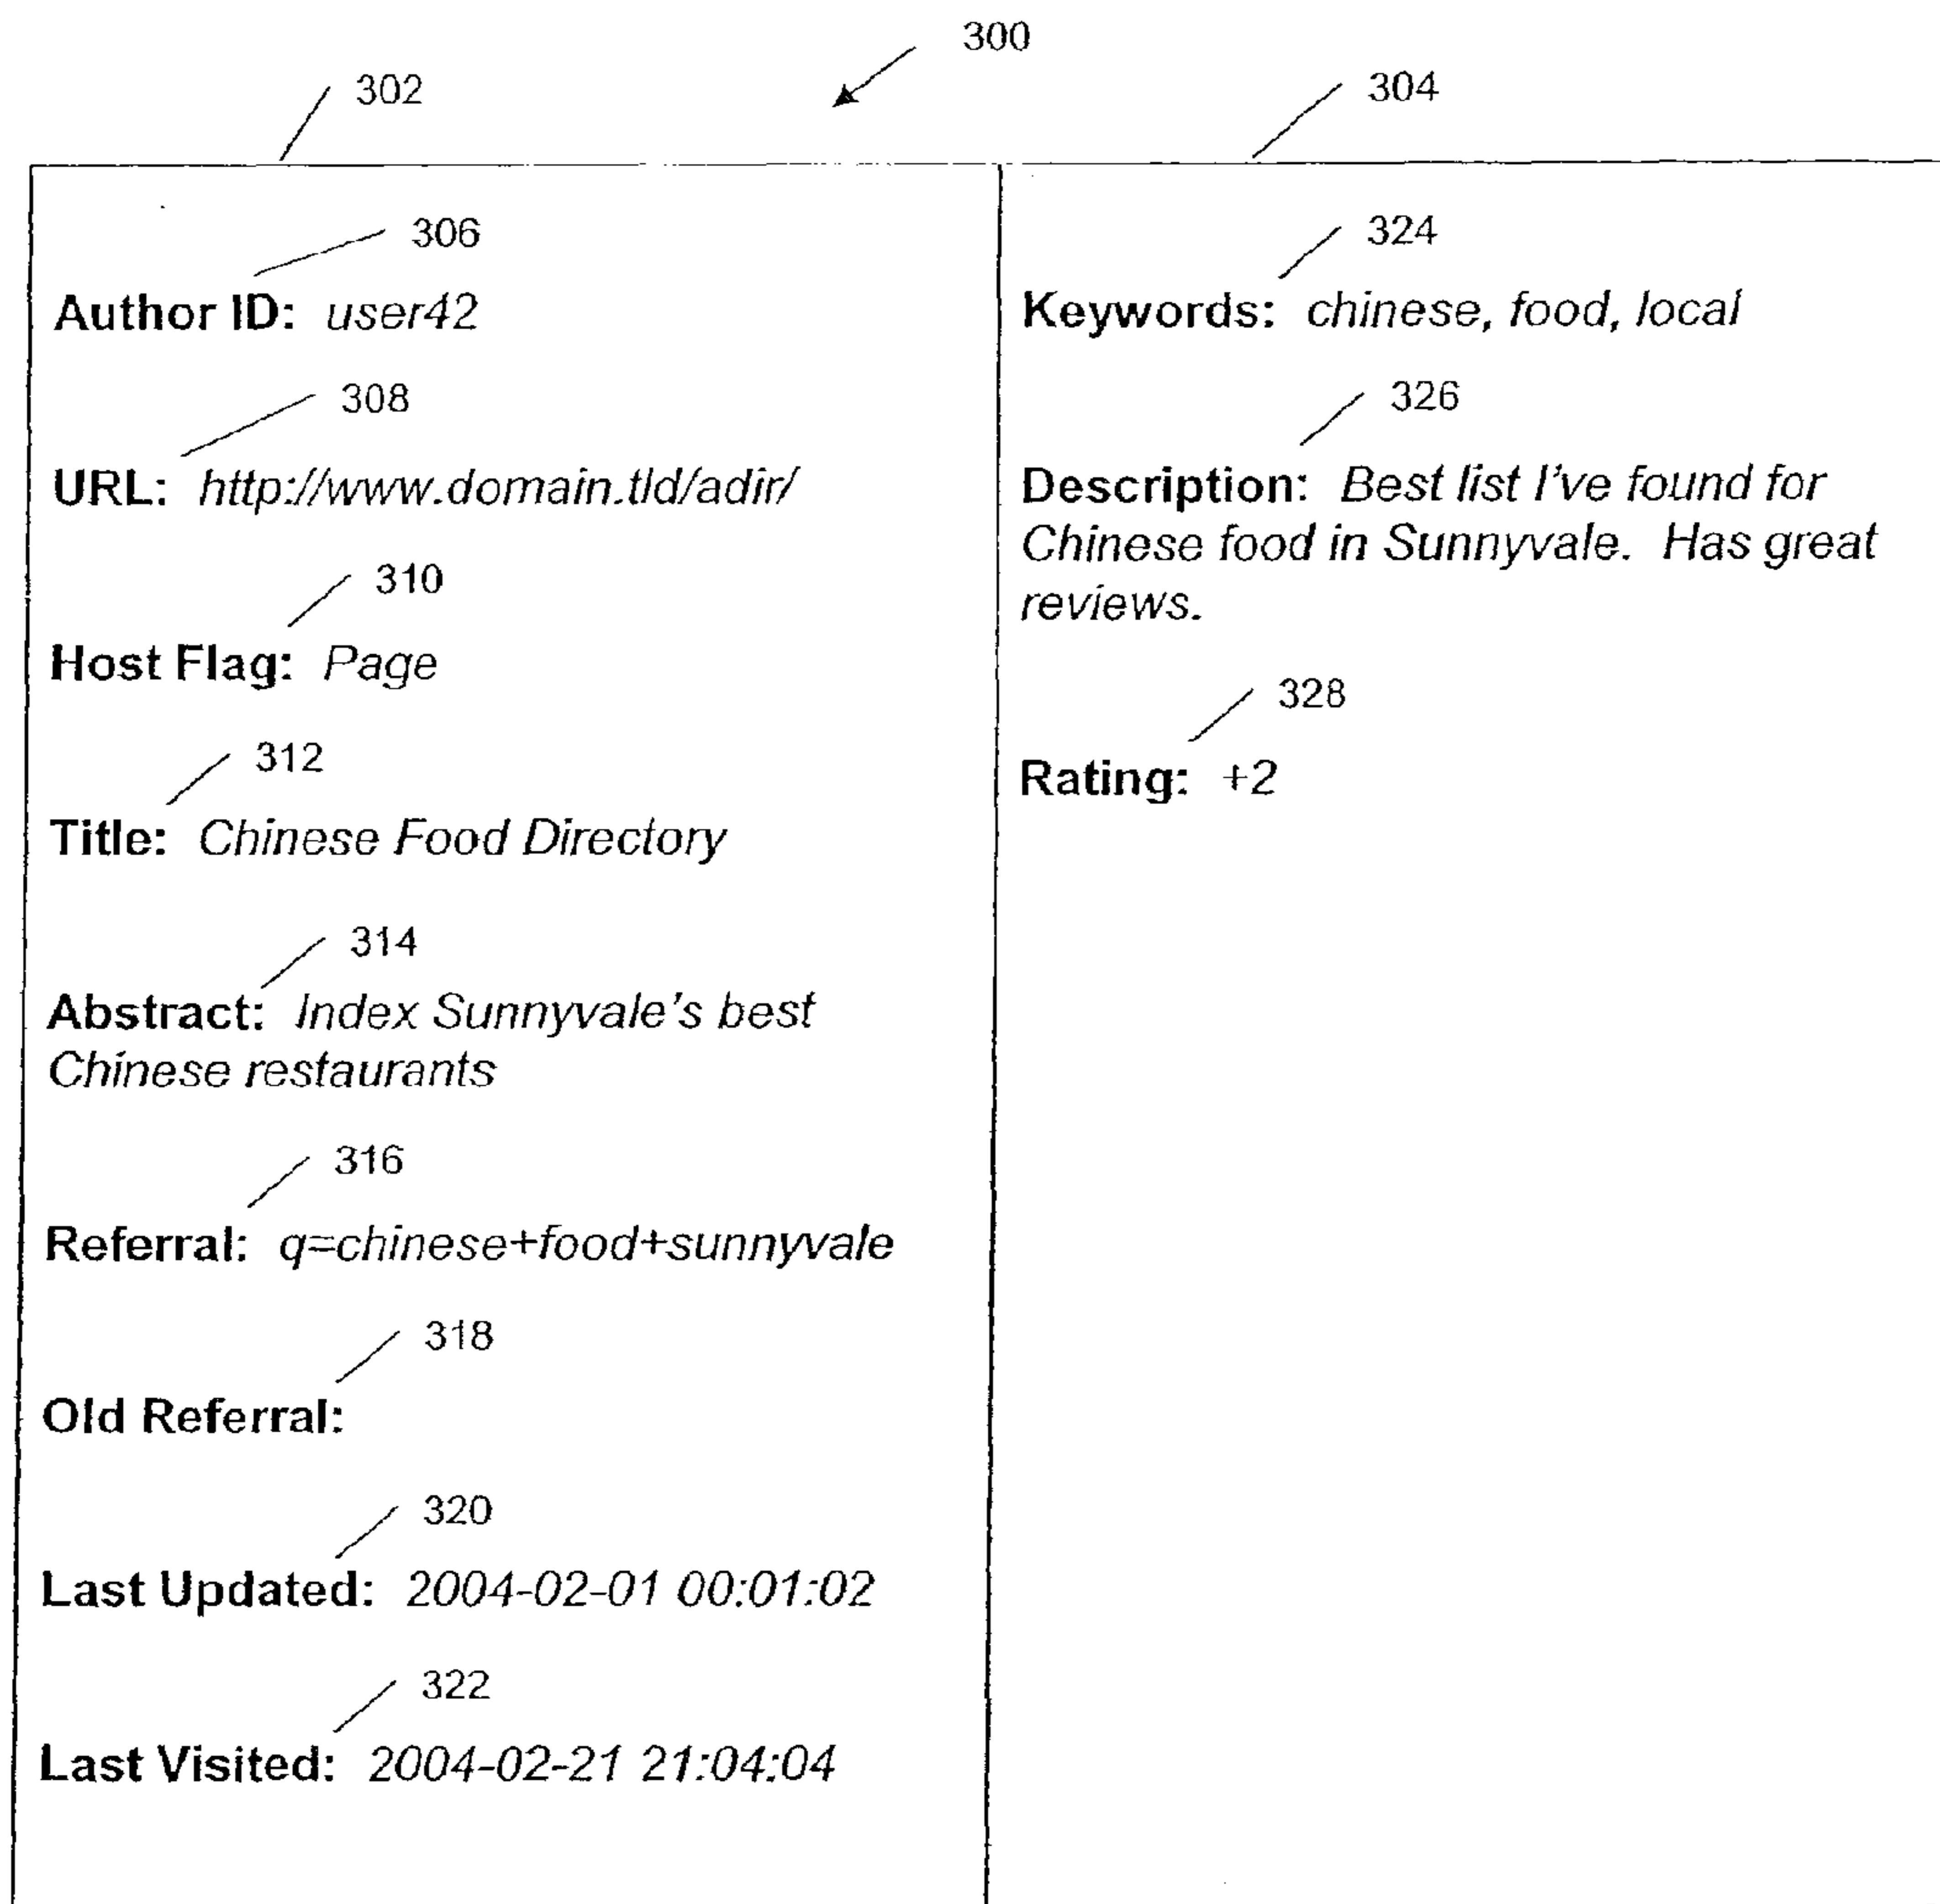 300
302
304
306
Author ID: user42
308
URL: http://www.domain.tld/adir/
310
Host Flag: Page
312
Title: Chinese Food Directory
314
Abstract: Index Sunnyvale's best
Chinese restaurants
316
Referral: q=chinese+food+sunnyvale
318
Old Referral:
320
Last Updated: 2004-02-01 00:01:02
322
Last Visited: 2004-02-21 21:04:04
324
Keywords: chinese, food, local
326
Description: Best list I've found for
Chinese food in Sunnyvale. Has great
reviews.
328
Rating: +2